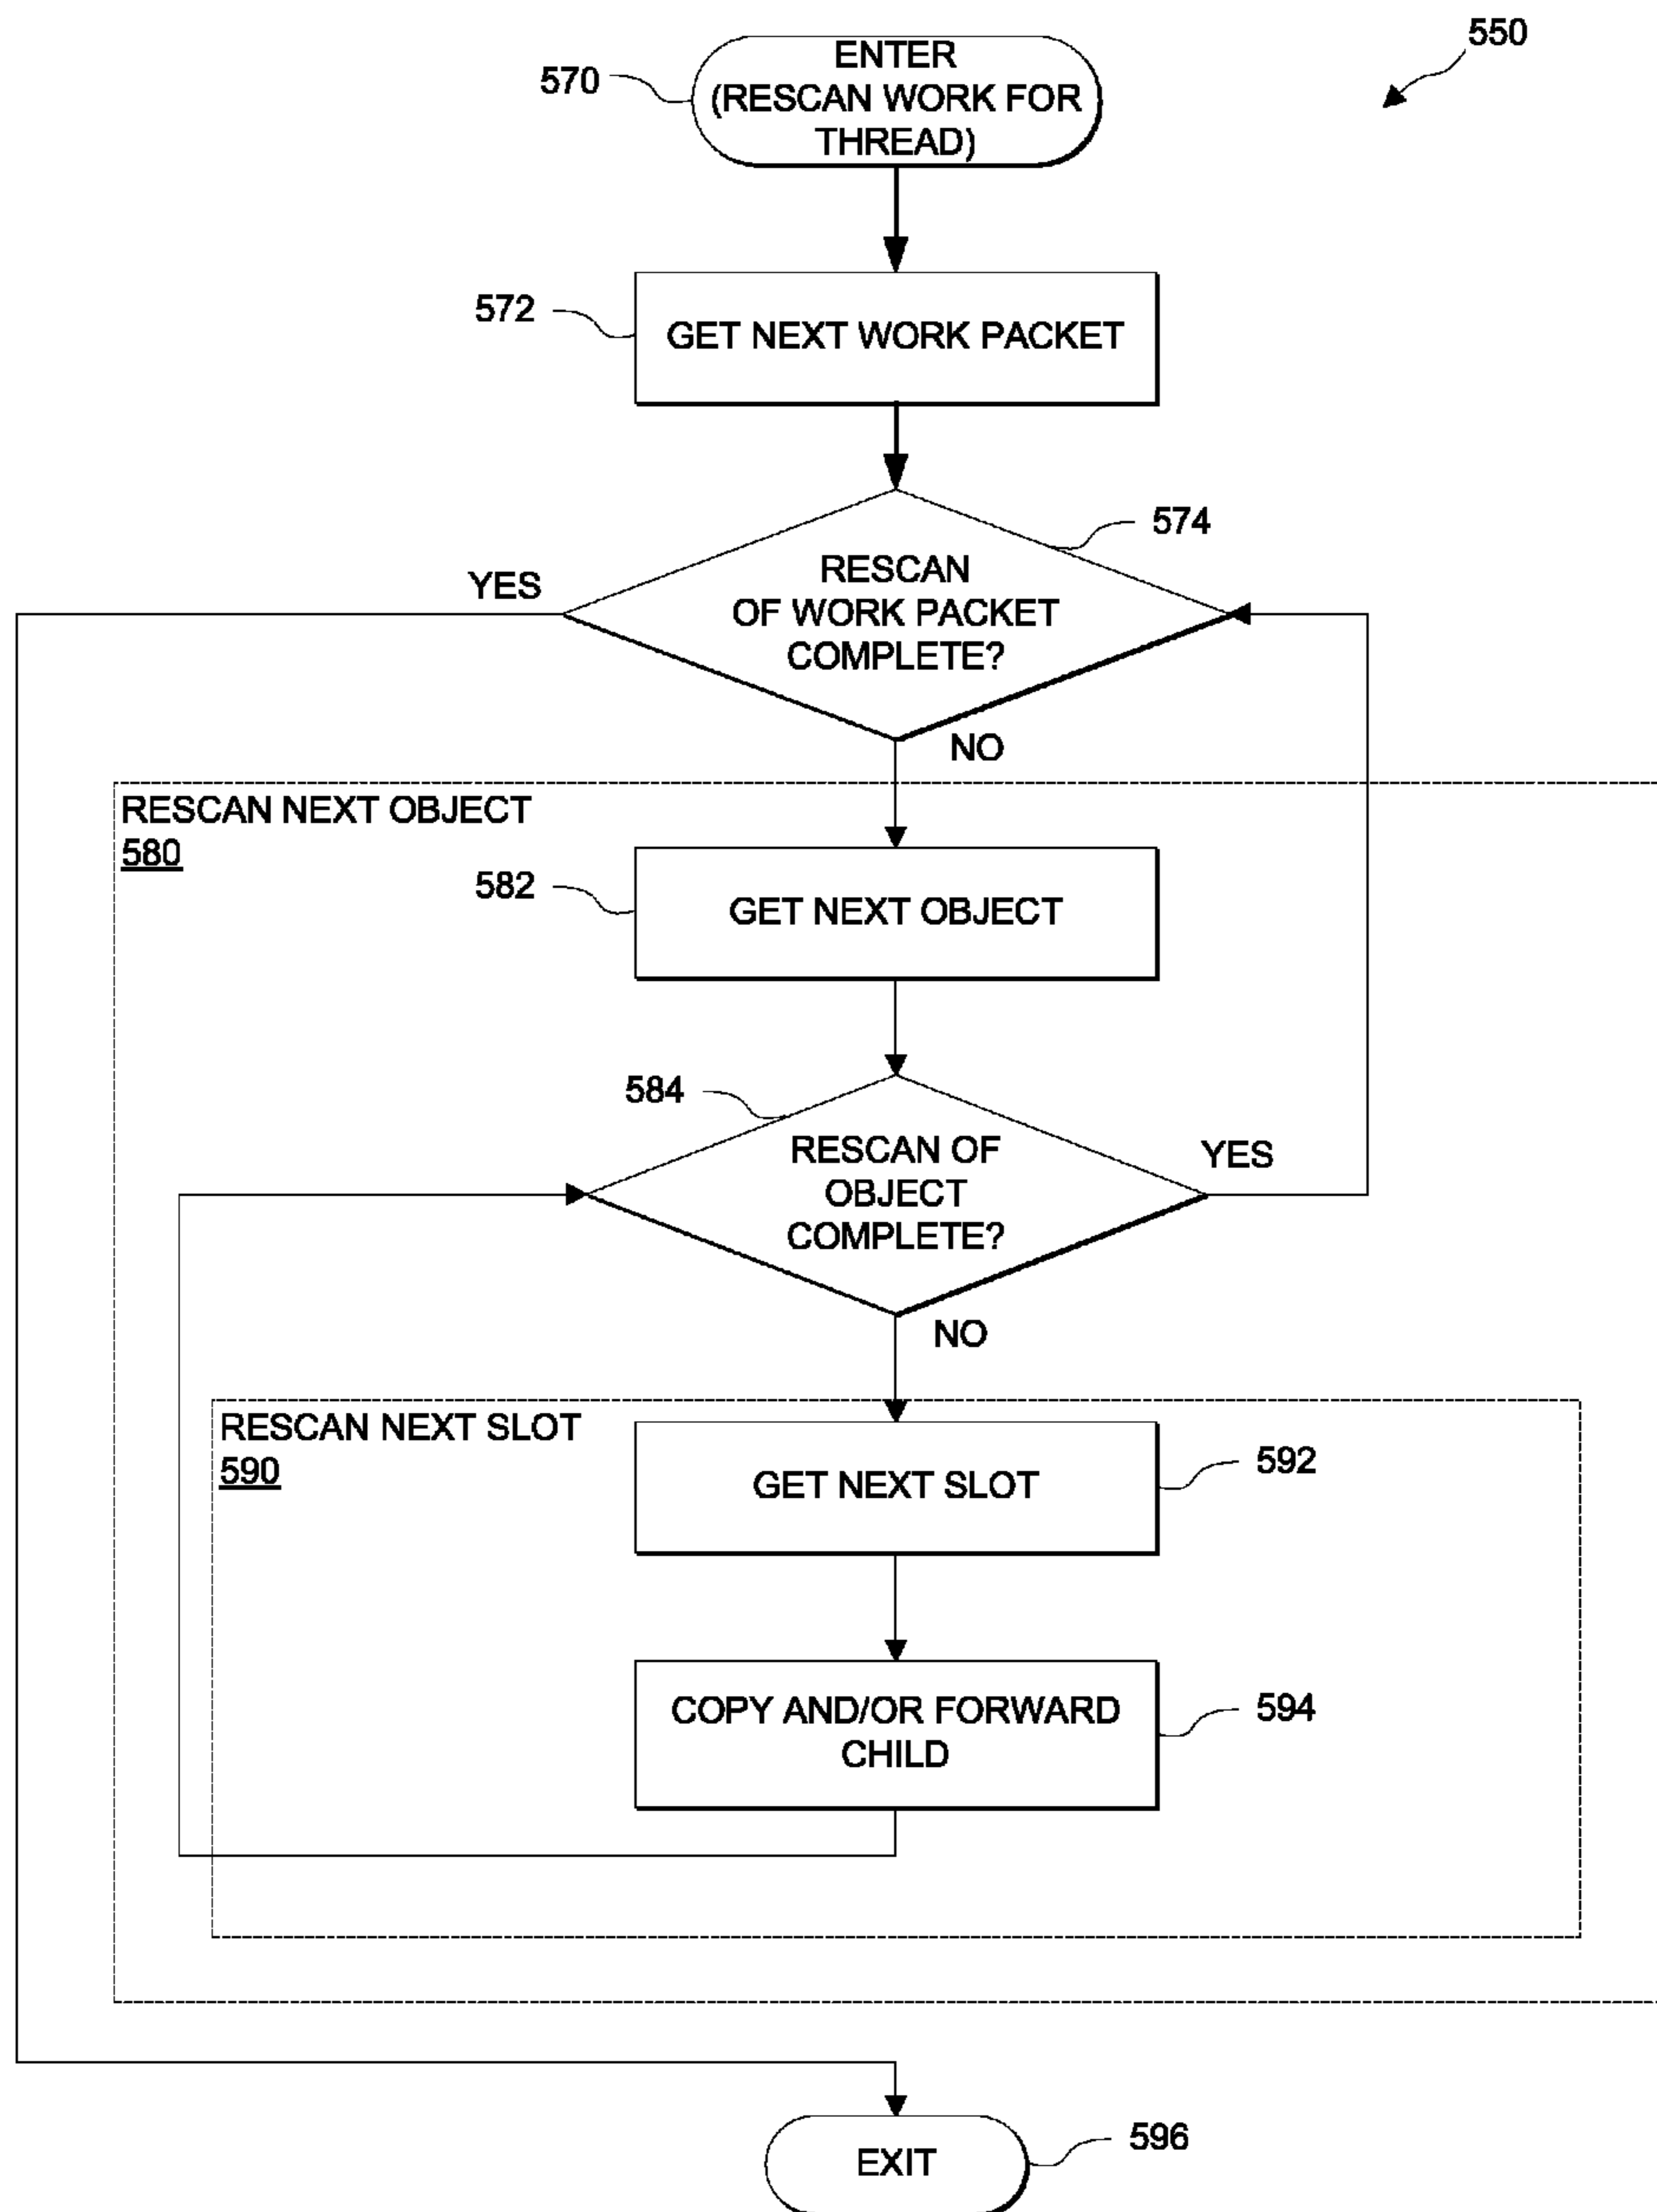 550
570
ENTER
(RESCAN WORK FOR
THREAD)
572
GET NEXT WORK PACKET
574
YES
RESCAN
OF WORK PACKET
COMPLETE?
NO
RESCAN NEXT OBJECT
580
582
GET NEXT OBJECT
584
RESCAN OF
OBJECT
COMPLETE?
YES
NO
RESCAN NEXT SLOT
590
GET NEXT SLOT
592
COPY AND/OR FORWARD
CHILD
594
EXIT
596